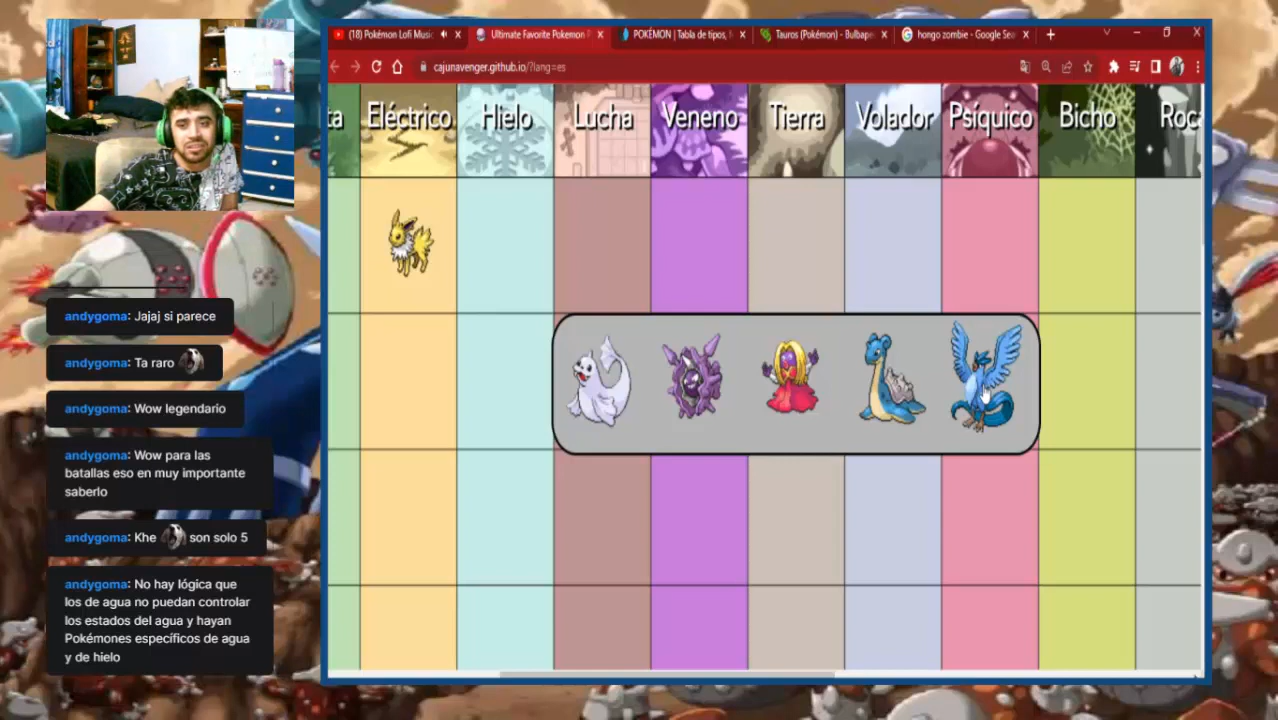 (18) Pokémon Lofi Music
Ultimate Favorite Pokemon P
POKÉMON | Tabla de tipos,
Tauros (Pokémon) - Bulbape
hongo zombie - Google Sea
cajunavenger.github.io/?lang=es
ta Eléctrico Hielo Lucha Veneno Tierra Volador Psíquico Bicho Roca
andygoma: Jajaj si parece
andygoma: Ta raro
andygoma: Wow legendario
andygoma: Wow para las
batallas eso en muy importante
saberlo
andygoma: Khe son solo 5
andygoma: No hay lógica que
los de agua no puedan controlar
los estados del agua y hayan
Pokémones específicos de agua
y de hielo